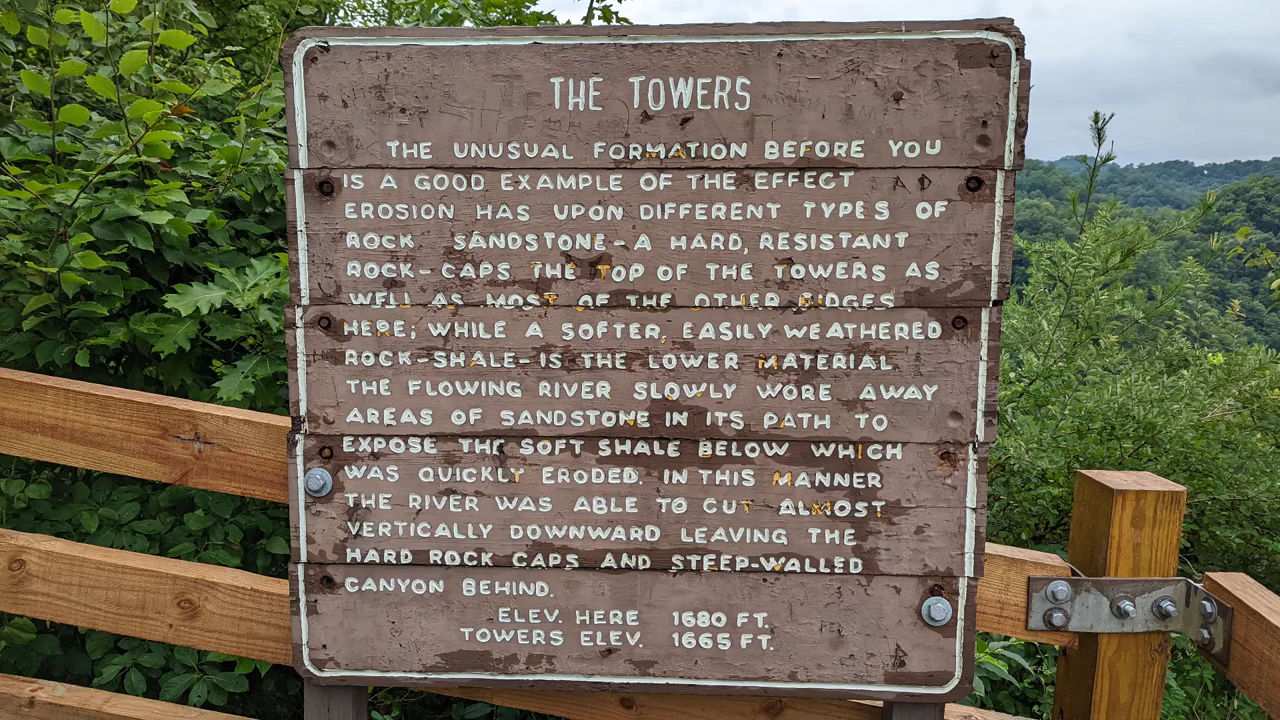 THE TOWERS
THE UNUSUAL FORMATION BEFORE YOU
IS A GOOD EXAMPLE OF THE EFFECT
EROSION HAS UPON DIFFERENT TYPES OF
ROCK SANDSTONE-A HARD, RESISTANT
ROCK-CAPS THE TOP OF THE TOWERS AS
WELL AS MOST OF THE OTHER RIDGES
HERE; WHILE A SOFTER, EASILY WEATHERED
ROCK-SHALE-IS THE LOWER MATERIAL
THE FLOWING RIVER SLOWLY WORE AWAY
AREAS OF SANDSTONE IN ITS PATH TO
EXPOSE THE SOFT SHALE BELOW WHICH
WAS QUICKLY ERODED. IN THIS MANNER
THE RIVER WAS ABLE TO CUT ALMOST
VERTICALLY DOWNWARD LEAVING THE
HARD ROCK CAPS AND STEEP-WALLED
CANYON BEHIND.
ELEV. HERE 1680 FT.
TOWERS ELEV. 1665 FT.